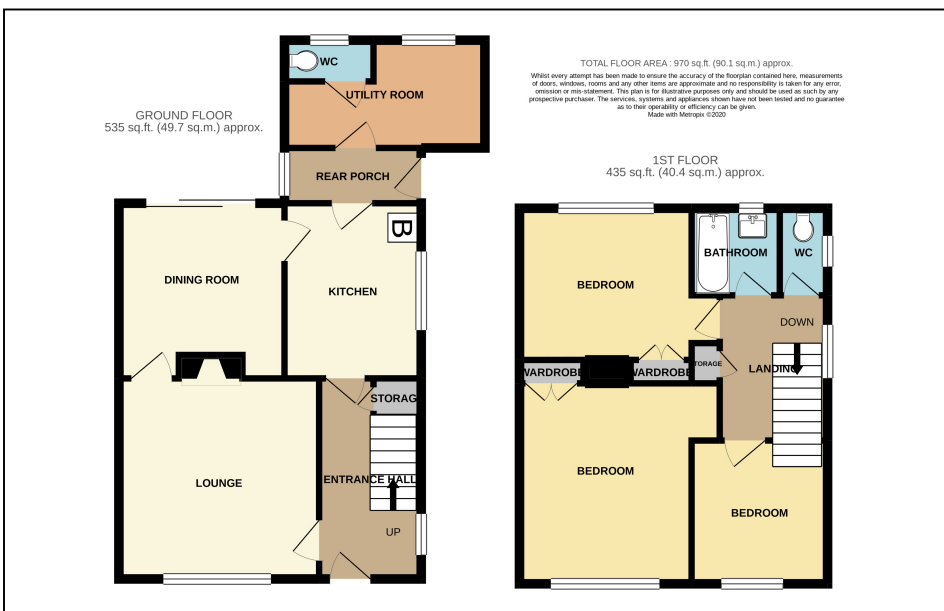 TOTAL FLOOR AREA : 970 sq.ft. (90.1 sq.m.) approx.
Whilst every attempt has been made to ensure the accuracy of the floorplan contained here, measurements
of doors, windows, rooms and any other items are approximate and no responsibility is taken for any error,
omission or mis-statement. This plan is for illustrative purposes only and should be used as such by any
prospective purchaser. The services, systems and appliances shown have not been tested and no guarantee
as to their operability or efficiency can be given.
Made with Metropix ©2020
GROUND FLOOR
535 sq.ft. (49.7 sq.m.) approx.
WC
UTILITY ROOM
REAR PORCH
B
DINING ROOM
KITCHEN
STORAG
LOUNGE
ENTRANCE HALL
UP
1ST FLOOR
435 sq.ft. (40.4 sq.m.) approx.
BATHROOM
WC
BEDROOM
DOWN
WARDROBE
WARDROBE
TORAGE
LANDING
BEDROOM
BEDROOM